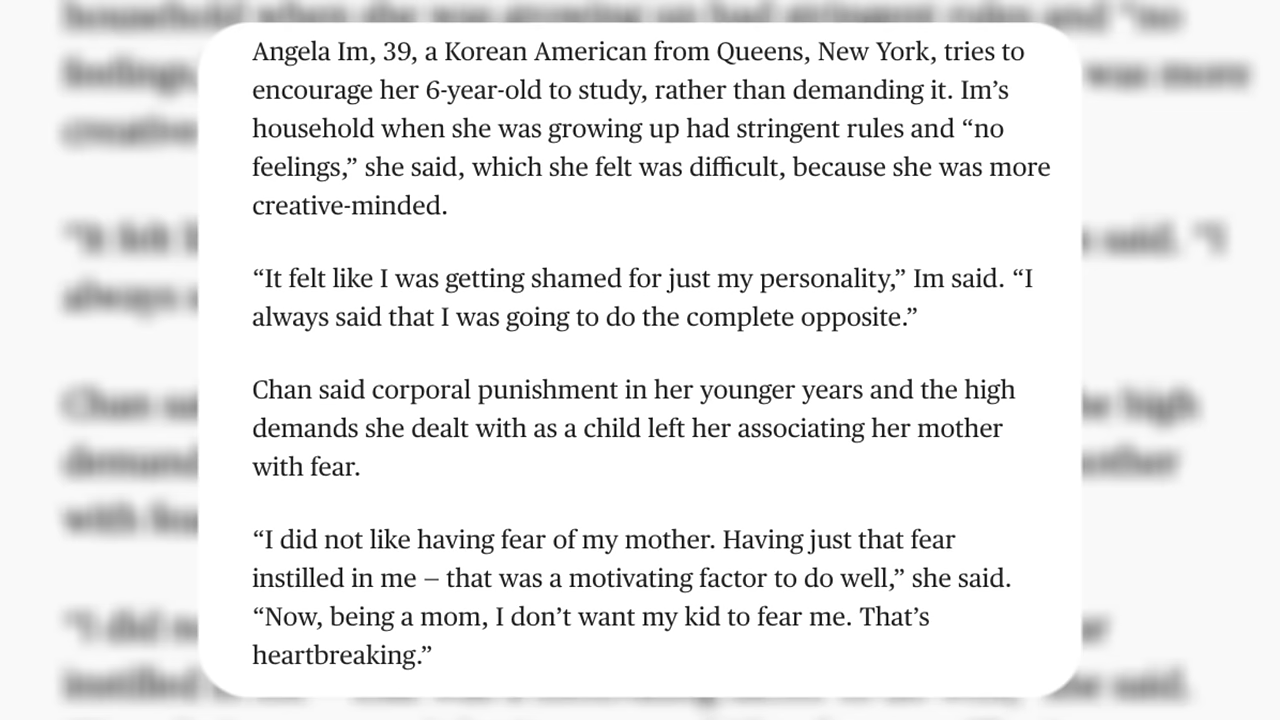 Angela Im, 39, a Korean American from Queens, New York, tries to
encourage her 6-year-old to study, rather than demanding it. Im’s
household when she was growing up had stringent rules and “no
feelings,” she said, which she felt was difficult, because she was more
creative-minded.
“It felt like I was getting shamed for just my personality,” Im said. “I
always said that I was going to do the complete opposite.”
Chan said corporal punishment in her younger years and the high
demands she dealt with as a child left her associating her mother
with fear.
“I did not like having fear of my mother. Having just that fear
instilled in me – that was a motivating factor to do well,” she said.
“Now, being a mom, I don’t want my kid to fear me. That’s
heartbreaking.”